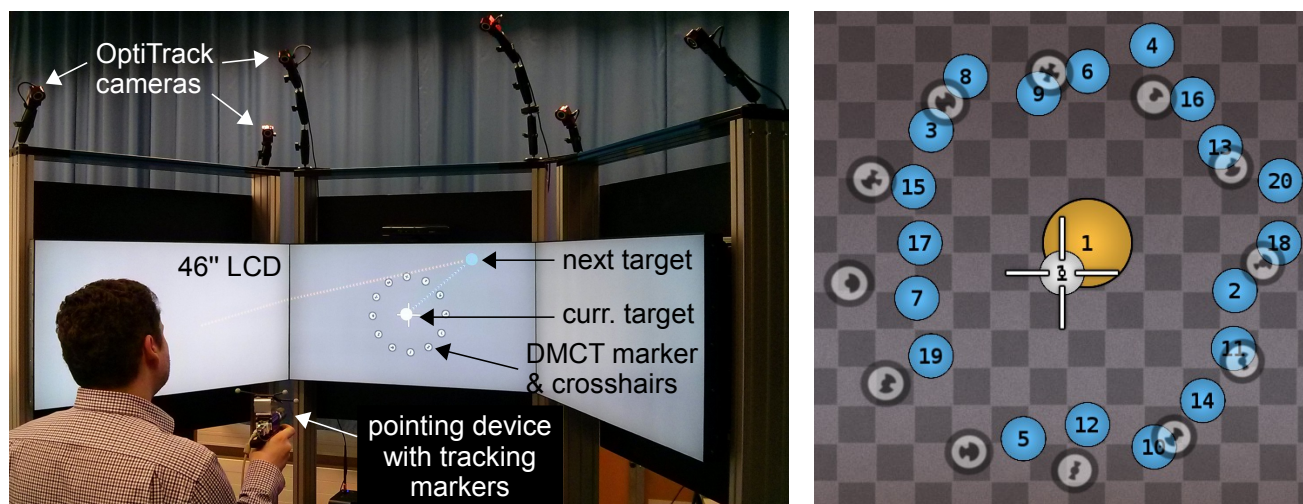 OptiTrack
cameras
46" LCD
next target
curr. target
DMCT marker
& crosshairs
pointing device
with tracking
markers
4
6
8
9
16
3
13
20
15
17
1
18
2
7
11
19
14
12
5
10